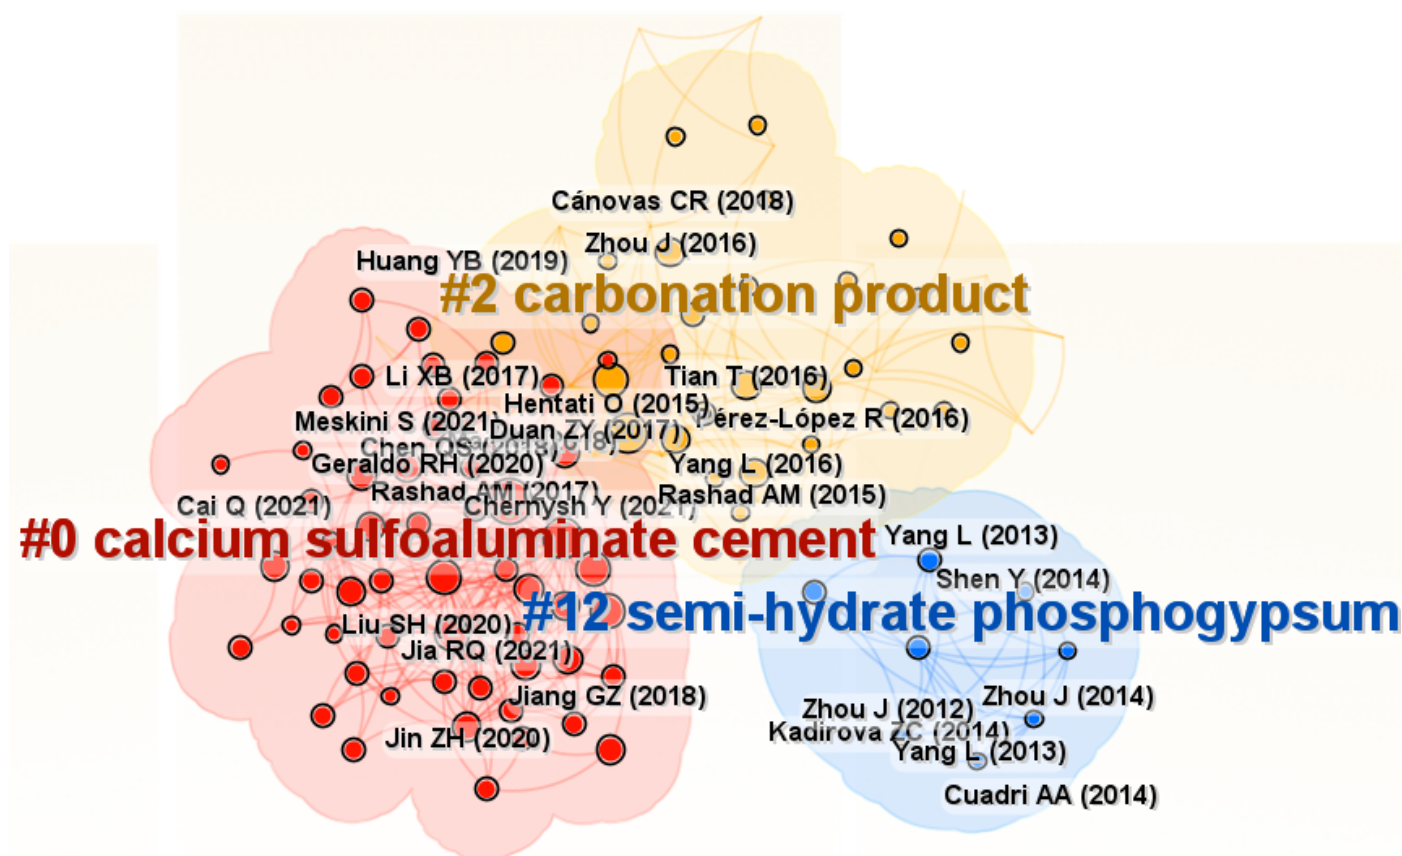 Cánovas CR (2018)
Zhou J (2016)
Huang YB (2019)
#2 carbonation product
Li XB (2017)
Tian T (2016)
Hentati O (2015)
Meskini S (2021)
Pérez-López R (2016)
Duan ZY (2017)
Chen QS (2018)
Geraldo RH (2020)
Yang L (2016)
Rashad AM (2017)
Rashad AM (2015)
Cai Q (2021)
Chernysh Y (2021)
#0 calcium sulfoaluminate cement
Yang L (2013)
Shen Y (2014)
#12 semi-hydrate phosphogypsum
Liu SH (2020)
Jia RQ (2021)
Jiang GZ (2018)
Zhou J (2014)
Zhou J (2012)
Kadirova ZC (2014)
Jin ZH (2020)
Yang L (2013)
Cuadri AA (2014)